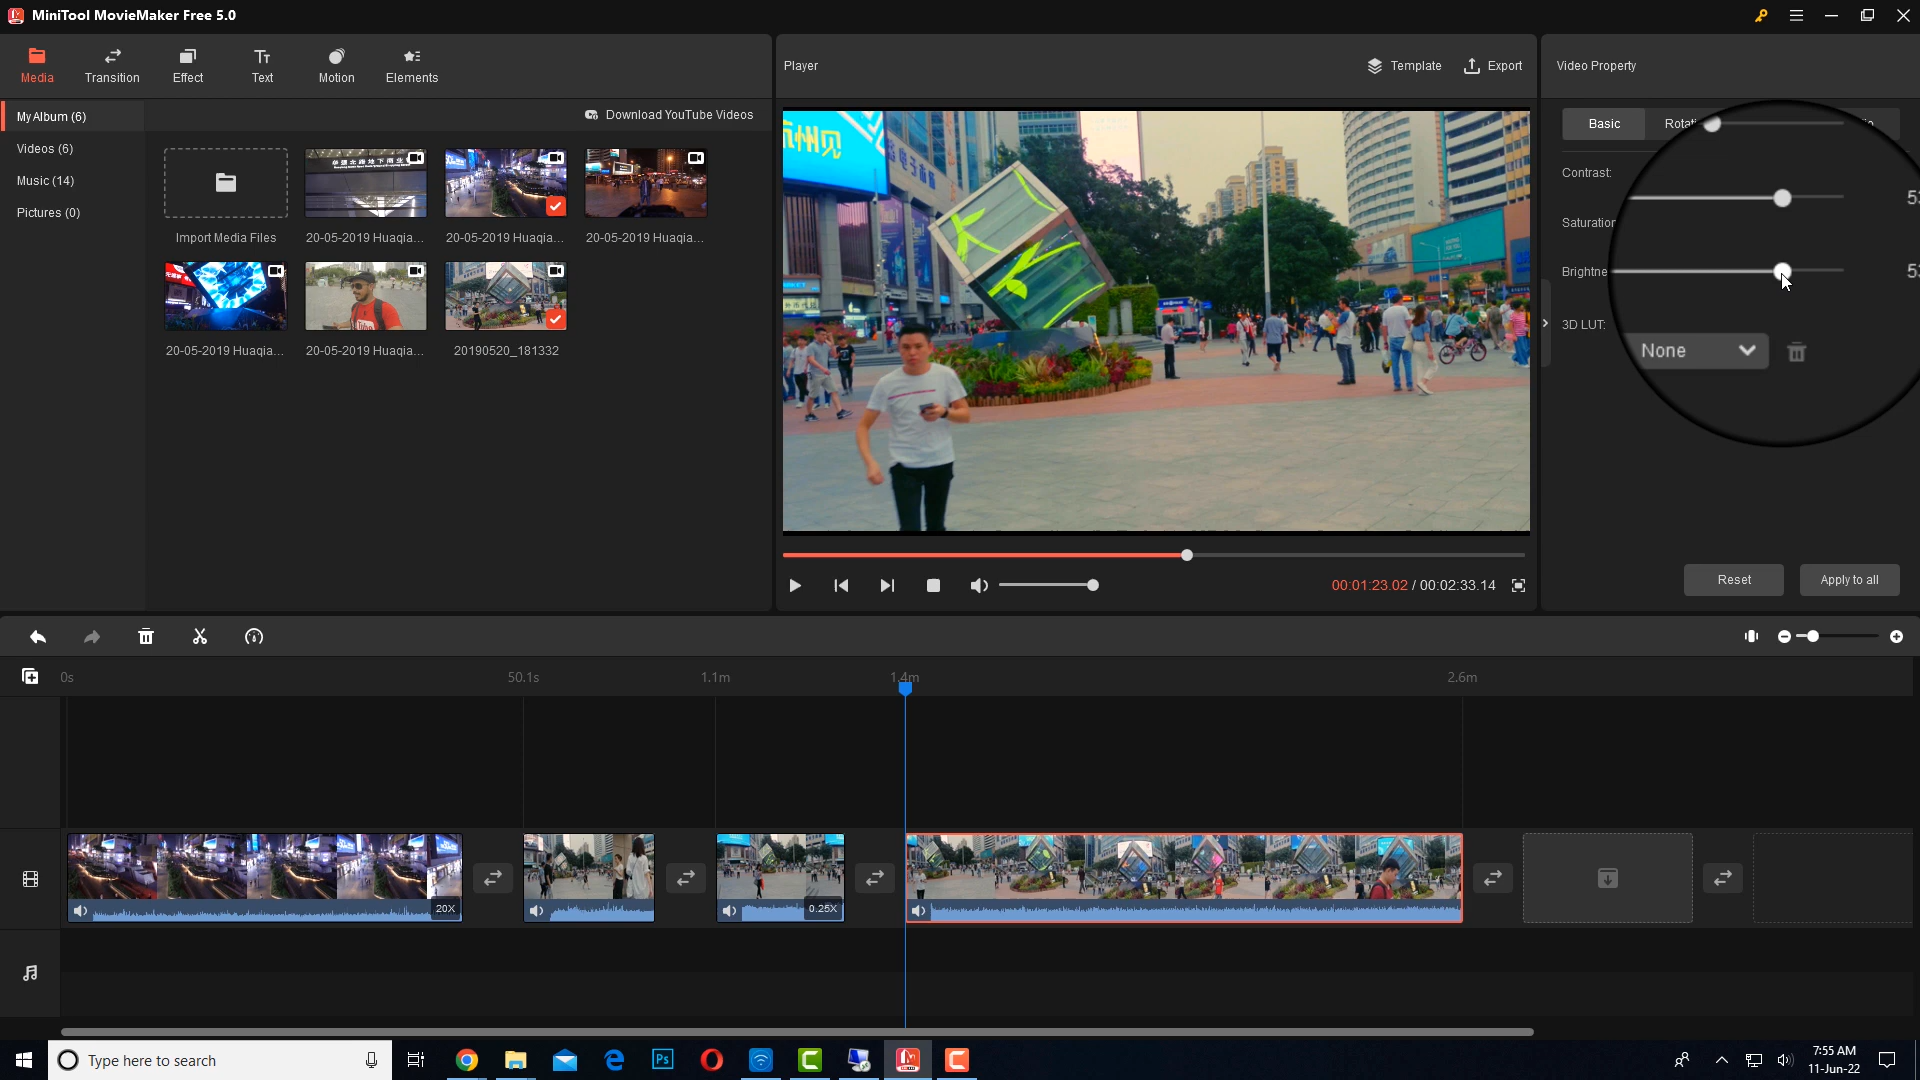 MiniTool MovieMaker Free 5.0
Media
Transition
Effect
Text
Motion
Elements
Player
Template
Export
Video Property
My Album (6)
Download YouTube Videos
Videos (6)
Music (14)
Pictures (0)
Import Media Files
20-05-2019 Huaqia...
20-05-2019 Huaqia...
20-05-2019 Huaqia...
20-05-2019 Huaqia...
20-05-2019 Huaqia...
20190520_181332
Basic
Rotati
Contrast:
Saturation
Brightne
3D LUT:
None
Reset
Apply to all
00:01:23.02 / 00:02:33.14
0s
50.1s
1.1m
1.4m
2.6m
20X
0.25X
Type here to search
Ps
7:55 AM
11-Jun-22